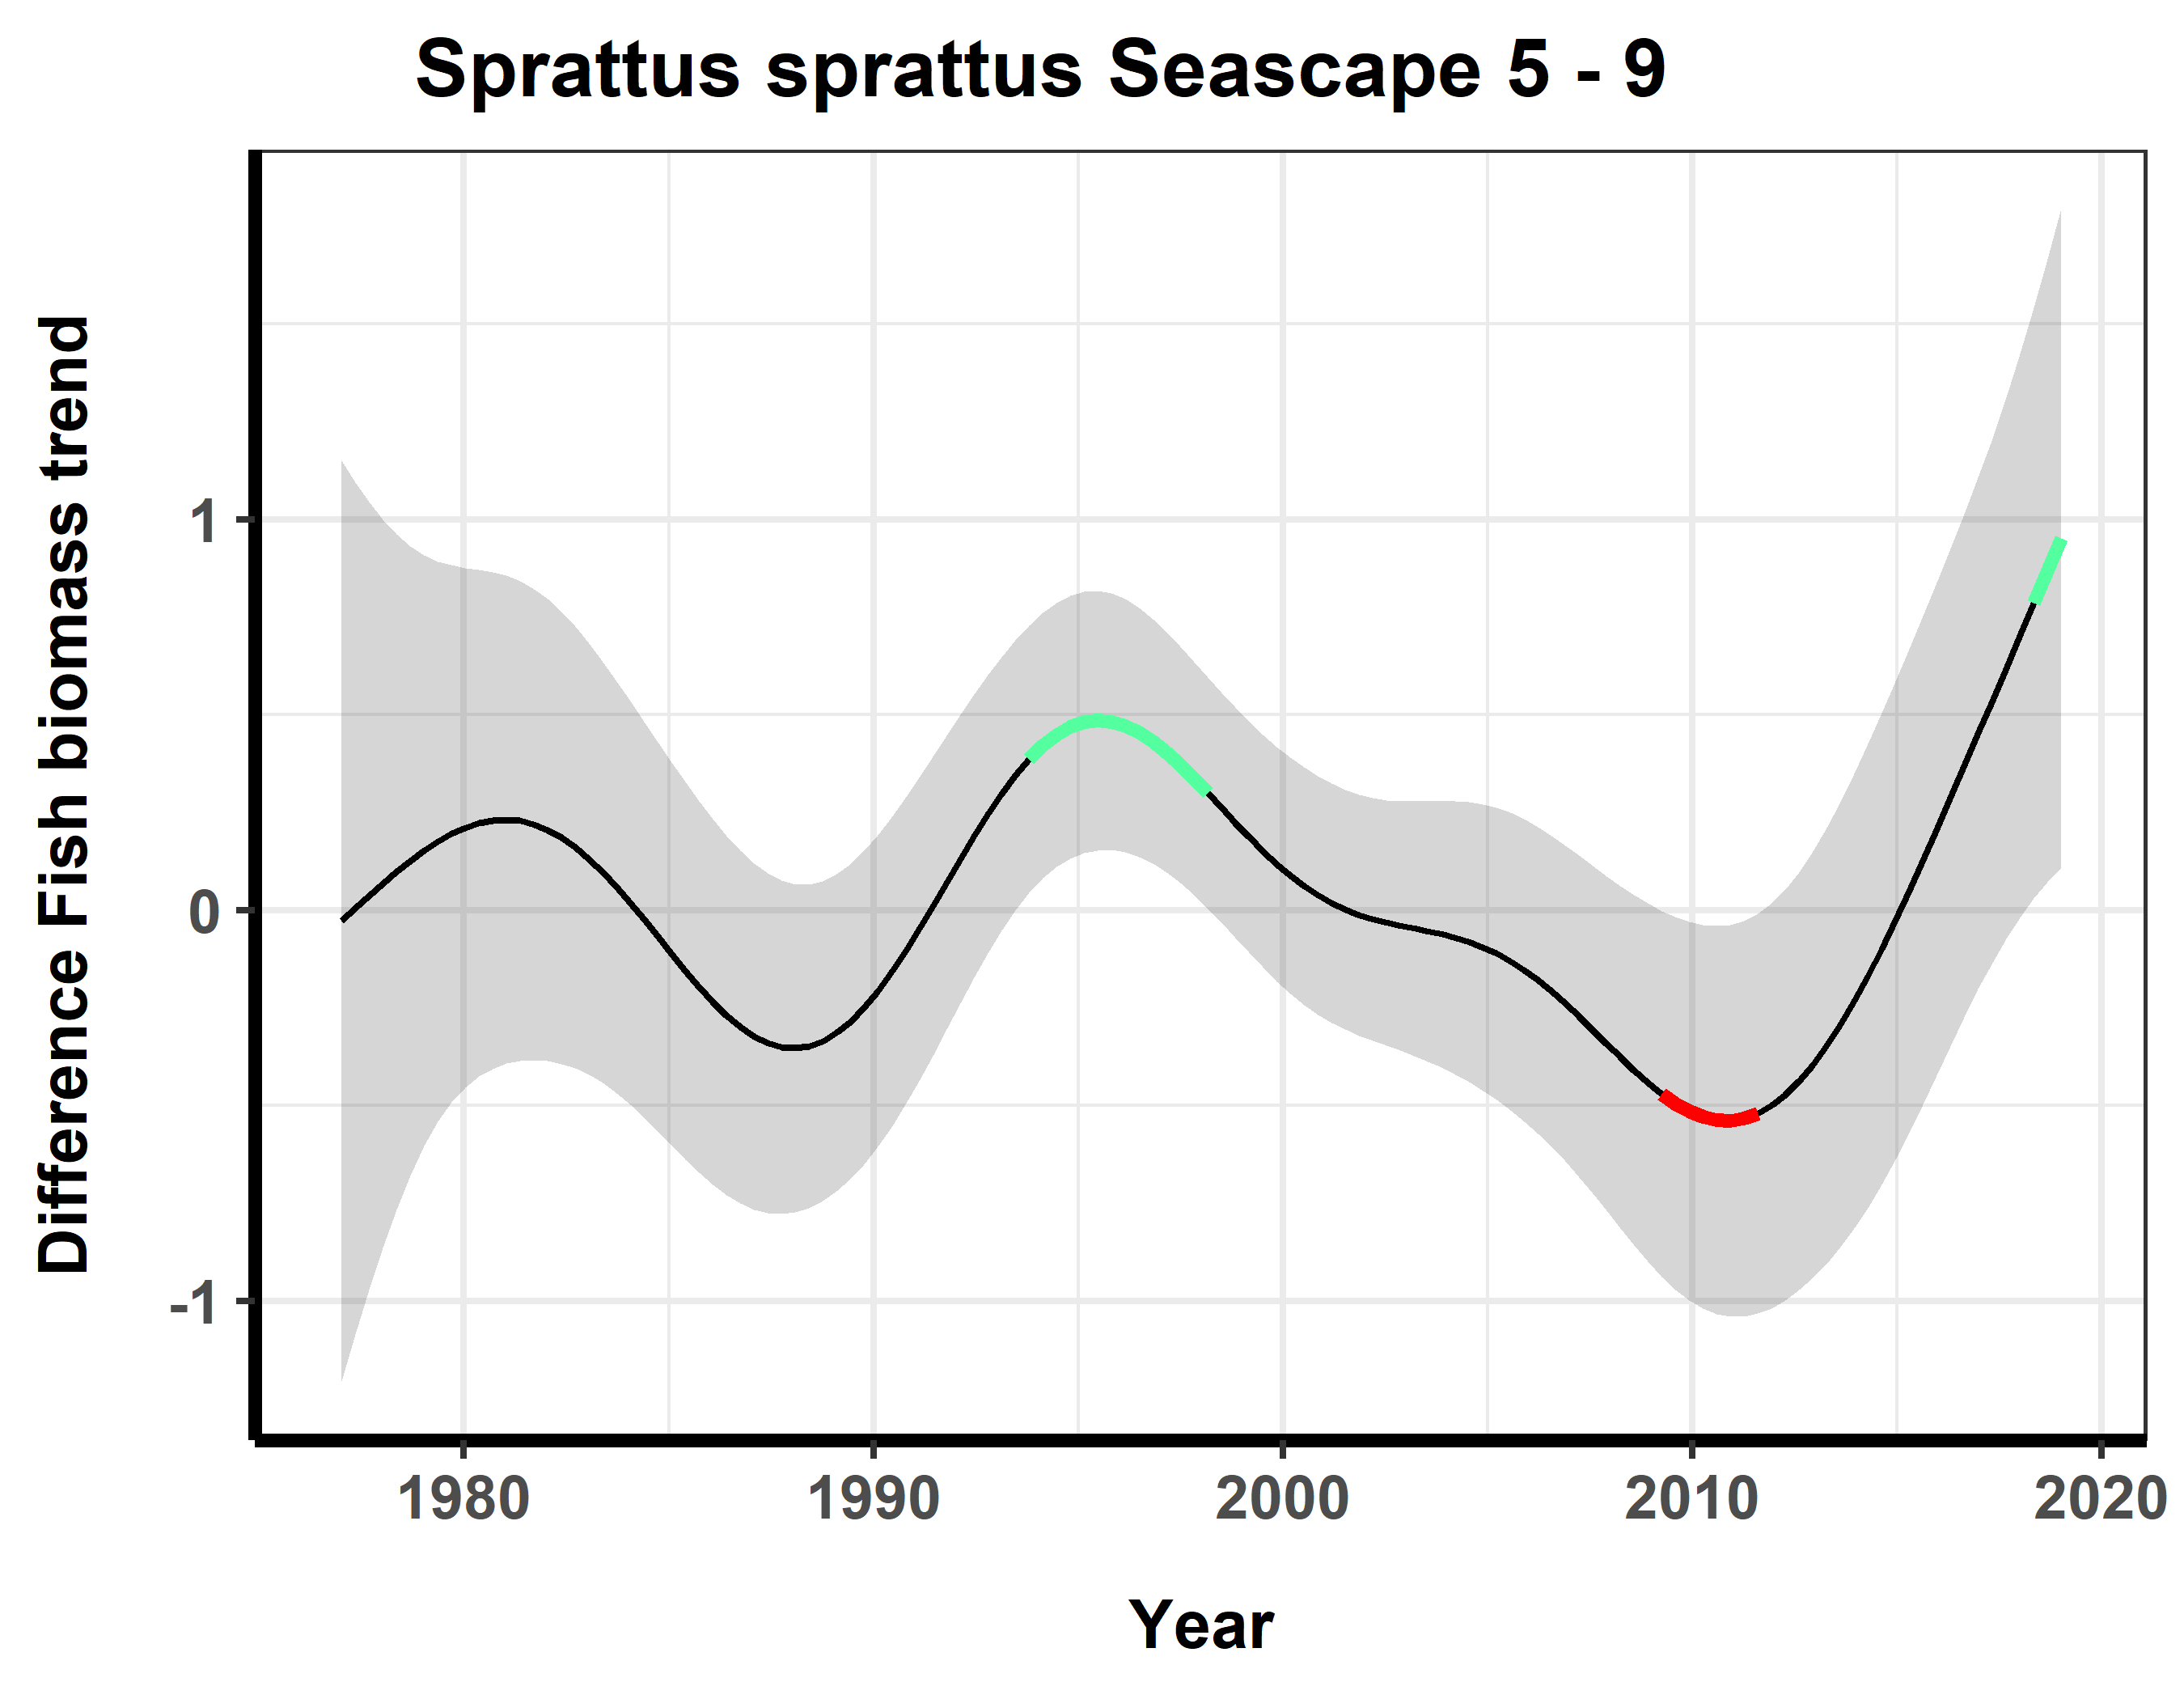 Sprattus sprattus Seascape 5 - 9
Difference Fish biomass trend
1
0
-1
1980 1990 2000 2010 2020
Year